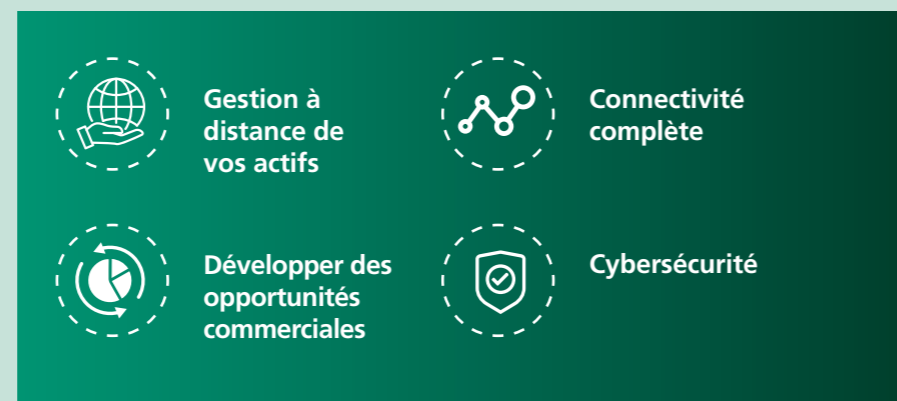 Gestion à
distance de
vos actifs
Connectivité
complète
Développer des
opportunités
commerciales
Cybersécurité